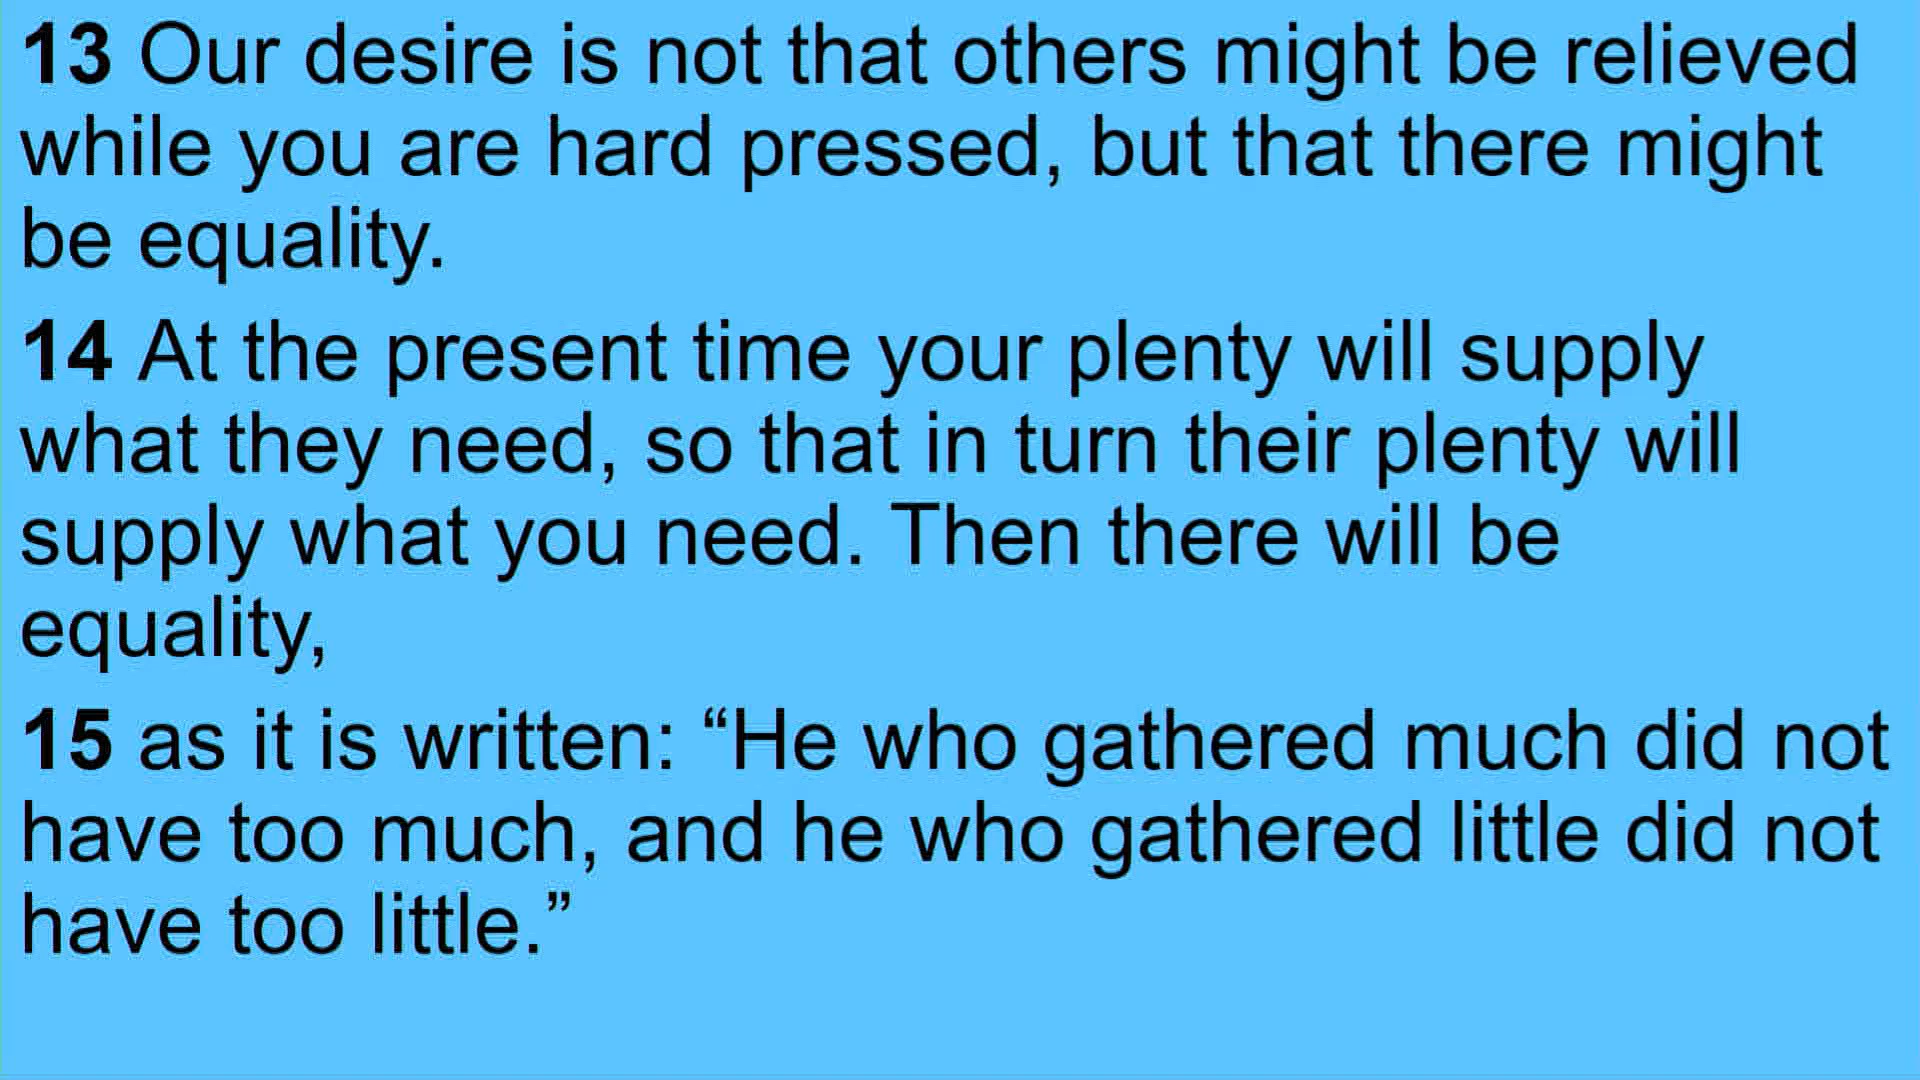 13 Our desire is not that others might be relieved
while you are hard pressed, but that there might
be equality.
14 At the present time your plenty will supply
what they need, so that in turn their plenty will
supply what you need. Then there will be
equality,
15 as it is written: “He who gathered much did not
have too much, and he who gathered little did not
have too little.”